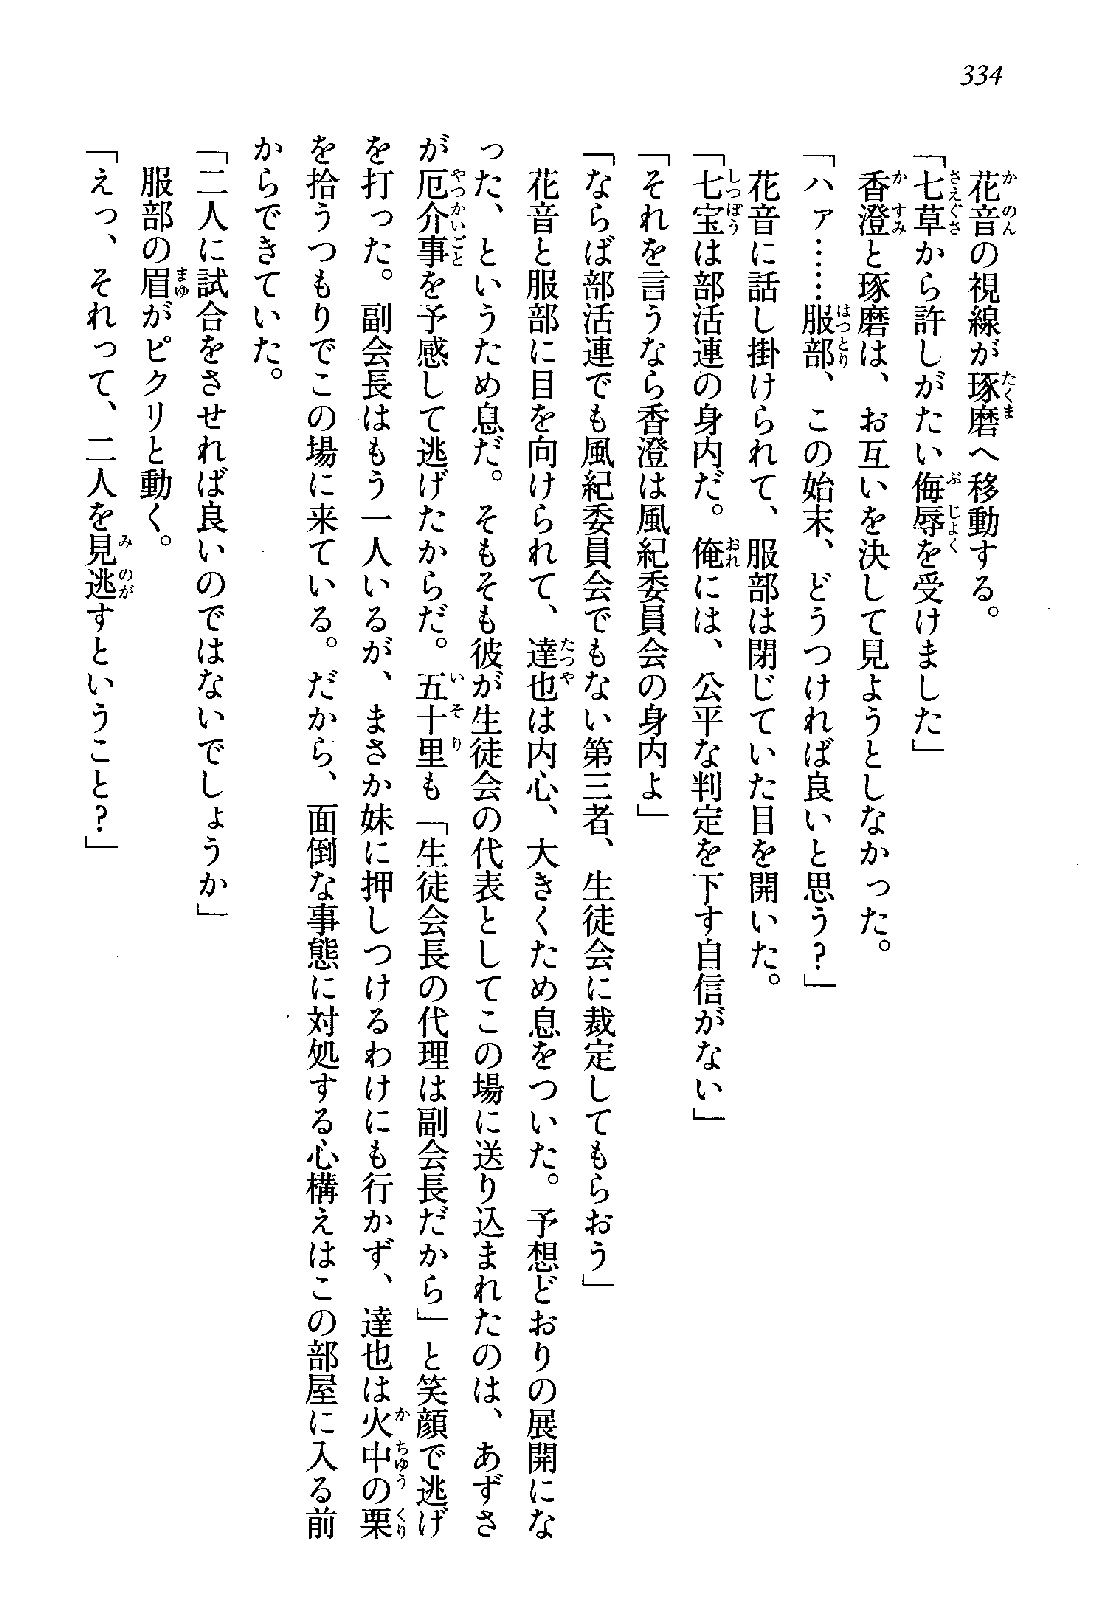 334
花音の視線が琢磨へ移動する。
「七草から許しがたい侮辱を受けました」
香澄と琢磨は、お互いを決して見ようとしなかった。
「ハァ……服部、この始末、どうつければ良いと思う？」
花音に話し掛けられて、服部は閉じていた目を開いた。
「七宝は部活連の身内だ。俺には、公平な判定を下す自信がない」
「それを言うなら香澄は風紀委員会の身内よ」
「ならば部活連でも風紀委員会でもない第三者、生徒会に裁定してもらおう」
花音と服部に目を向けられて、達也は内心、大きくため息をついた。予想どおりの展開にな
った、というため息だ。そもそも彼が生徒会の代表としてこの場に送り込まれたのは、あずさ
が厄介事を予感して逃げたからだ。五十里も「生徒会長の代理は副会長だから」と笑顔で逃げ
を打った。副会長はもう一人いるが、まさか妹に押しつけるわけにも行かず、達也は火中の栗
を拾うつもりでこの場に来ている。だから、面倒な事態に対処する心構えはこの部屋に入る前
からできていた。
「二人に試合をさせれば良いのではないでしょうか」
服部の眉がピクリと動く。
「えっ、それって、二人を見逃すということ？」